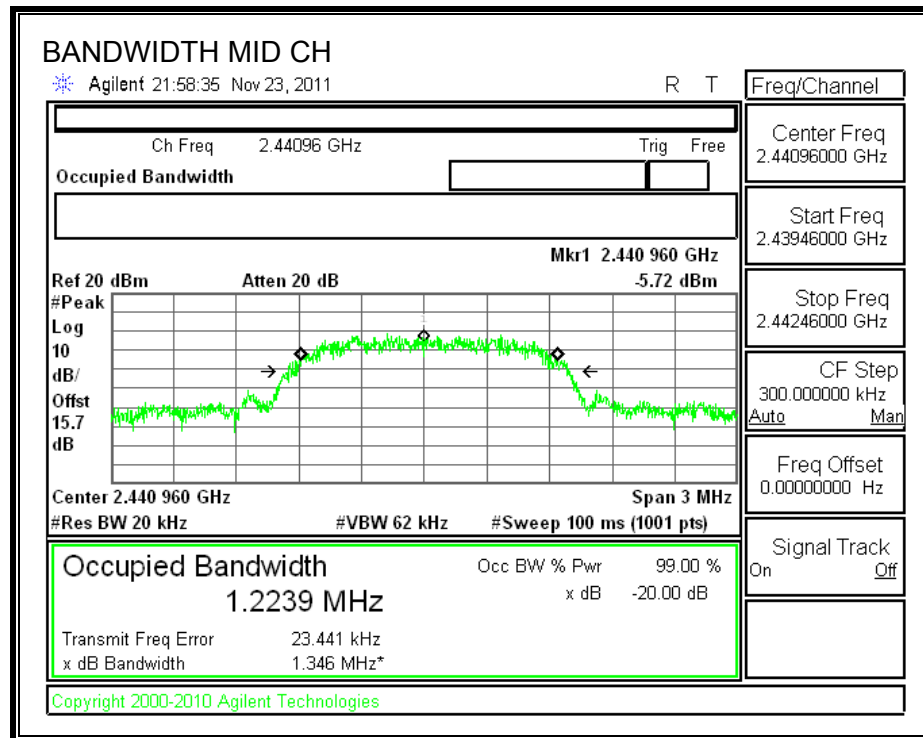 BANDWIDTH MID CH
Agilent 21:58:35 Nov 23, 2011 R T
Freq/Channel
Ch Freq 2.44096 GHz Trig Free
Occupied Bandwidth
Center Freq
2.44096000 GHz
Start Freq
2.43946000 GHz
Mkr1 2.440 960 GHz
Ref 20 dBm Atten 20 dB -5.72 dBm
#Peak
Log
10
dB/
Offst
15.7
dB
1
Stop Freq
2.44246000 GHz
CF Step
300.000000 kHz
Auto Man
Freq Offset
0.00000000 Hz
Center 2.440 960 GHz Span 3 MHz
#Res BW 20 kHz #VBW 62 kHz #Sweep 100 ms (1001 pts)
Signal Track
On Off
Occupied Bandwidth Occ BW % Pwr 99.00 %
1.2239 MHz x dB -20.00 dB
Transmit Freq Error 23.441 kHz
x dB Bandwidth 1.346 MHz*
Copyright 2000-2010 Agilent Technologies